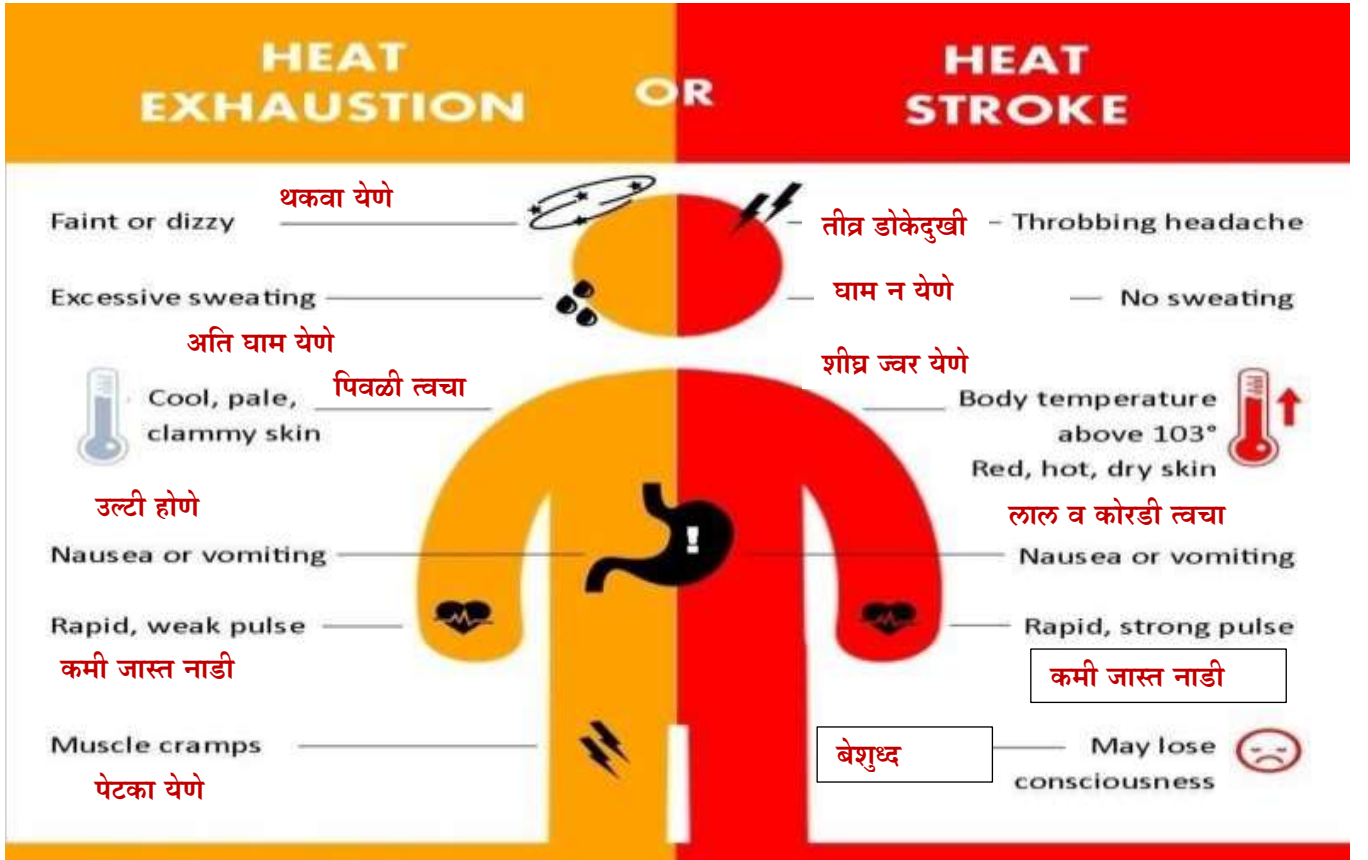 HEAT
EXHAUSTION
OR
HEAT
STROKE
थकवा येणे
Faint or dizzy
Excessive sweating
अति घाम येणे
पिवळी त्वचा
Cool, pale,
clammy skin
उल्टी होणे
Nausea or vomiting
Rapid, weak pulse
कमी जास्त नाडी
Muscle cramps
पेटका येणे
तीव्र डोकेदुखी
Throbbing headache
घाम न येणे
No sweating
शीघ्र ज्वर येणे
Body temperature
above 103°
Red, hot, dry skin
लाल व कोरडी त्वचा
!
Nausea or vomiting
Rapid, strong pulse
कमी जास्त नाडी
बेशुध्द
May lose
consciousness